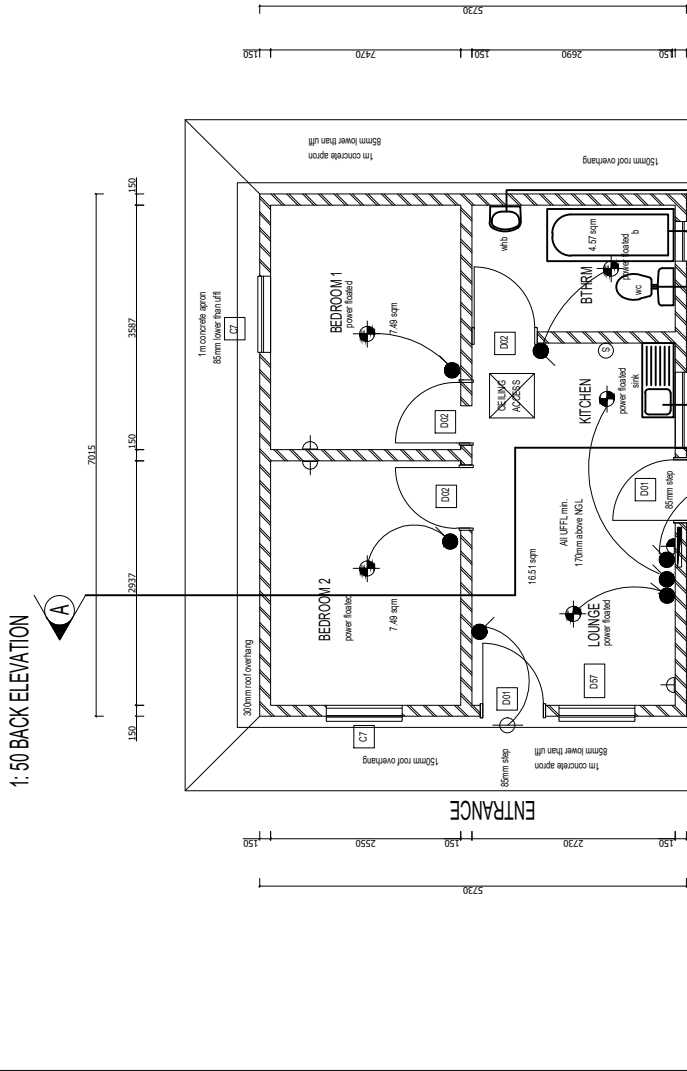 1: 50 BACK ELEVATION
A
5730
150
7470
150
2690
150
7015
150
3587
150
2937
150
1m concrete apron
85mm lower than uffl
150mm roof overhang
1m concrete apron
85mm lower than uffl
C7
BEDROOM 1
power floated
7.49 sqm
D02
BEDROOM 2
power floated
7.49 sqm
D02
300mm roof overhang
C7
150mm roof overhang
whb
BTHRM
4.57 sqm
power floated
b
wc
D02
CEILING
ACCESS
S
KITCHEN
power floated
sink
D01
85mm step
All UFFL min.
170mm above NGL
16.51 sqm
LOUNGE
power floated
D57
D01
85mm step
1m concrete apron
85mm lower than uffl
ENTRANCE
150
2550
150
2730
150
5730